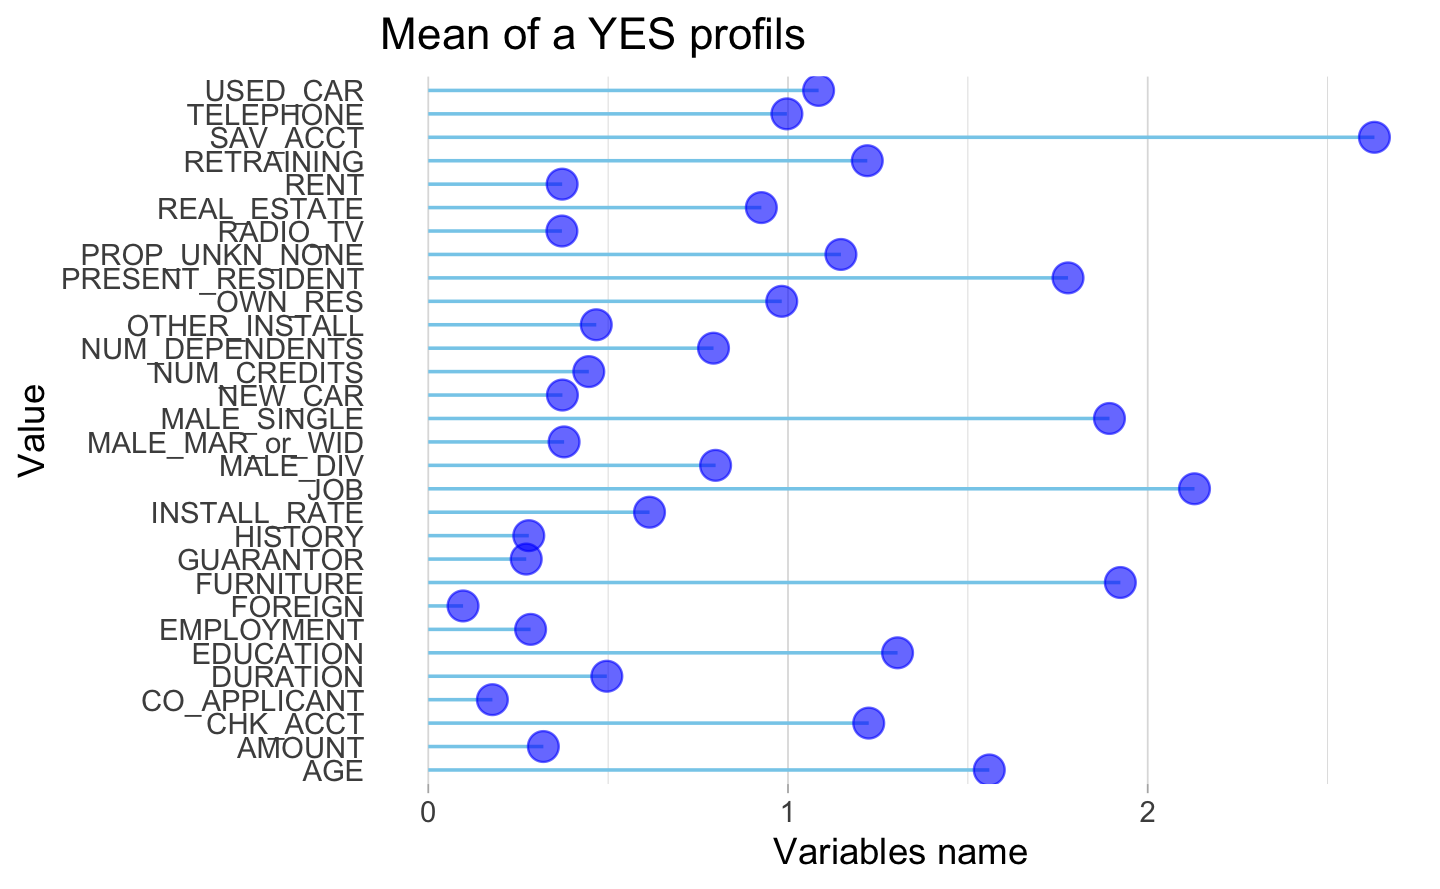 Mean of a YES profils
USED_CAR
TELEPHONE
SAV_ACCT
RETRAINING
RENT
REAL_ESTATE
RADIO_TV
PROP_UNKN_NONE
PRESENT_RESIDENT
OWN_RES
OTHER_INSTALL
NUM_DEPENDENTS
NUM_CREDITS
NEW_CAR
MALE_SINGLE
MALE_MAR_or_WID
MALE_DIV
JOB
INSTALL_RATE
HISTORY
GUARANTOR
FURNITURE
FOREIGN
EMPLOYMENT
EDUCATION
DURATION
CO_APPLICANT
CHK_ACCT
AMOUNT
AGE
Value
0 1 2
Variables name